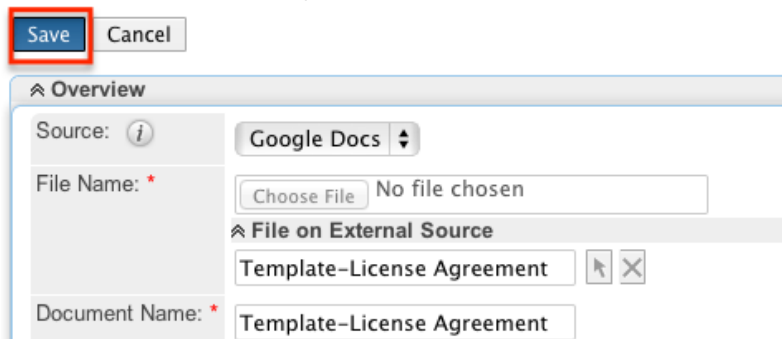 Save Cancel
Overview
Source: i Google Docs
File Name: * Choose File No file chosen
File on External Source
Template-License Agreement
Document Name: * Template-License Agreement